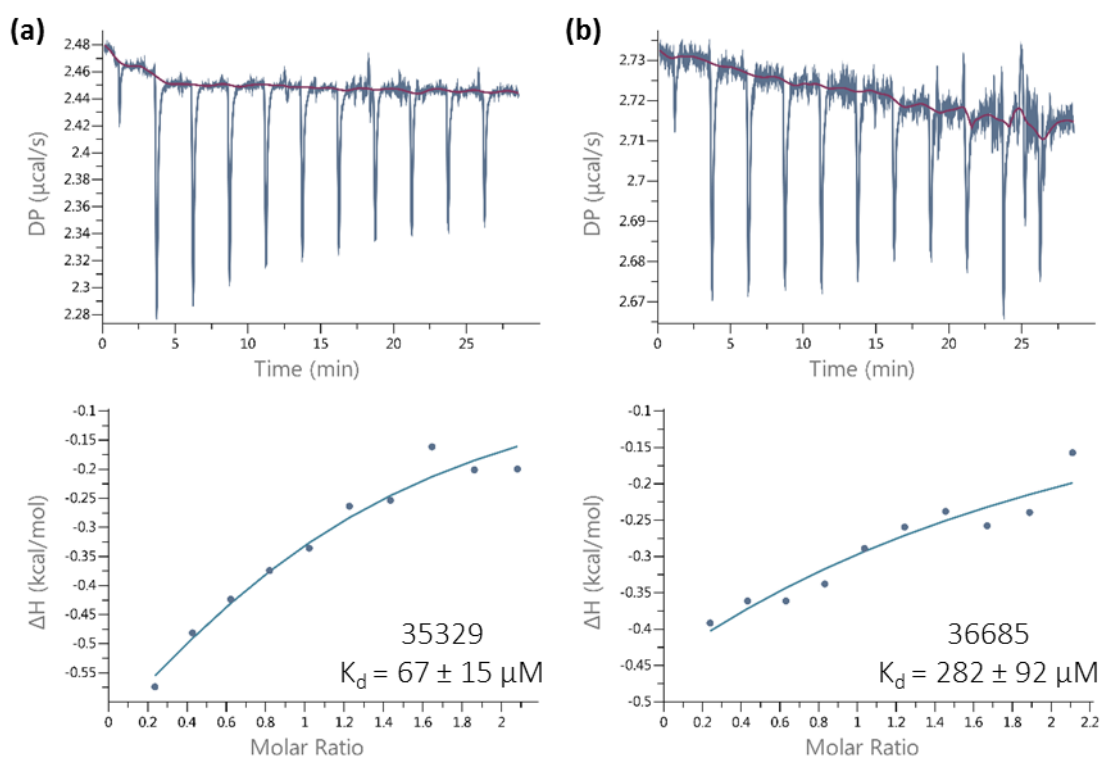 (a)
2.48
2.46
2.44
2.42
2.4
2.38
2.36
2.34
2.32
2.3
2.28
DP (µcal/s)
0 5 10 15 20 25
Time (min)
(b)
2.73
2.72
2.71
2.7
2.69
2.68
2.67
DP (µcal/s)
0 5 10 15 20 25
Time (min)
-0.1
-0.15
-0.2
-0.25
-0.3
-0.35
-0.4
-0.45
-0.5
-0.55
ΔH (kcal/mol)
35329
Kd = 67 ± 15 µM
0 0.2 0.4 0.6 0.8 1 1.2 1.4 1.6 1.8 2
Molar Ratio
-0.1
-0.15
-0.2
-0.25
-0.3
-0.35
-0.4
-0.45
-0.5
ΔH (kcal/mol)
36685
Kd = 282 ± 92 µM
0 0.2 0.4 0.6 0.8 1 1.2 1.4 1.6 1.8 2 2.2
Molar Ratio